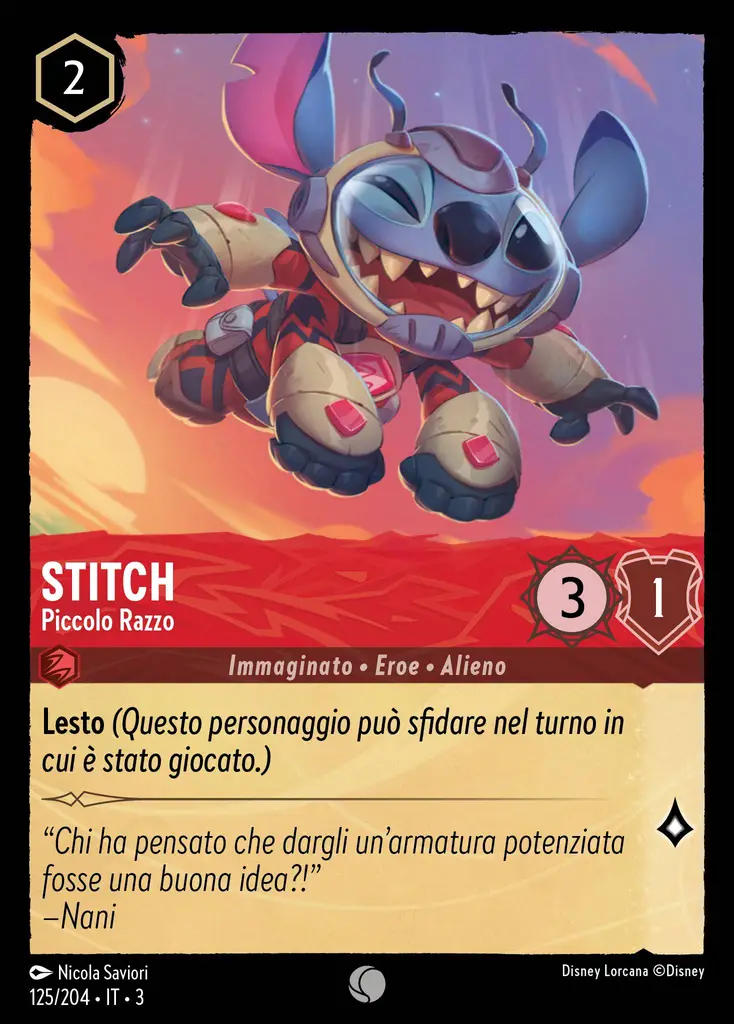 2
STITCH
Piccolo Razzo
3
1
Immaginato • Eroe • Alieno
Lesto (Questo personaggio può sfidare nel turno in
cui è stato giocato.)
“Chi ha pensato che dargli un’armatura potenziata
fosse una buona idea?!”
–Nani
Nicola Saviori
Disney Lorcana ©Disney
125/204 • IT • 3